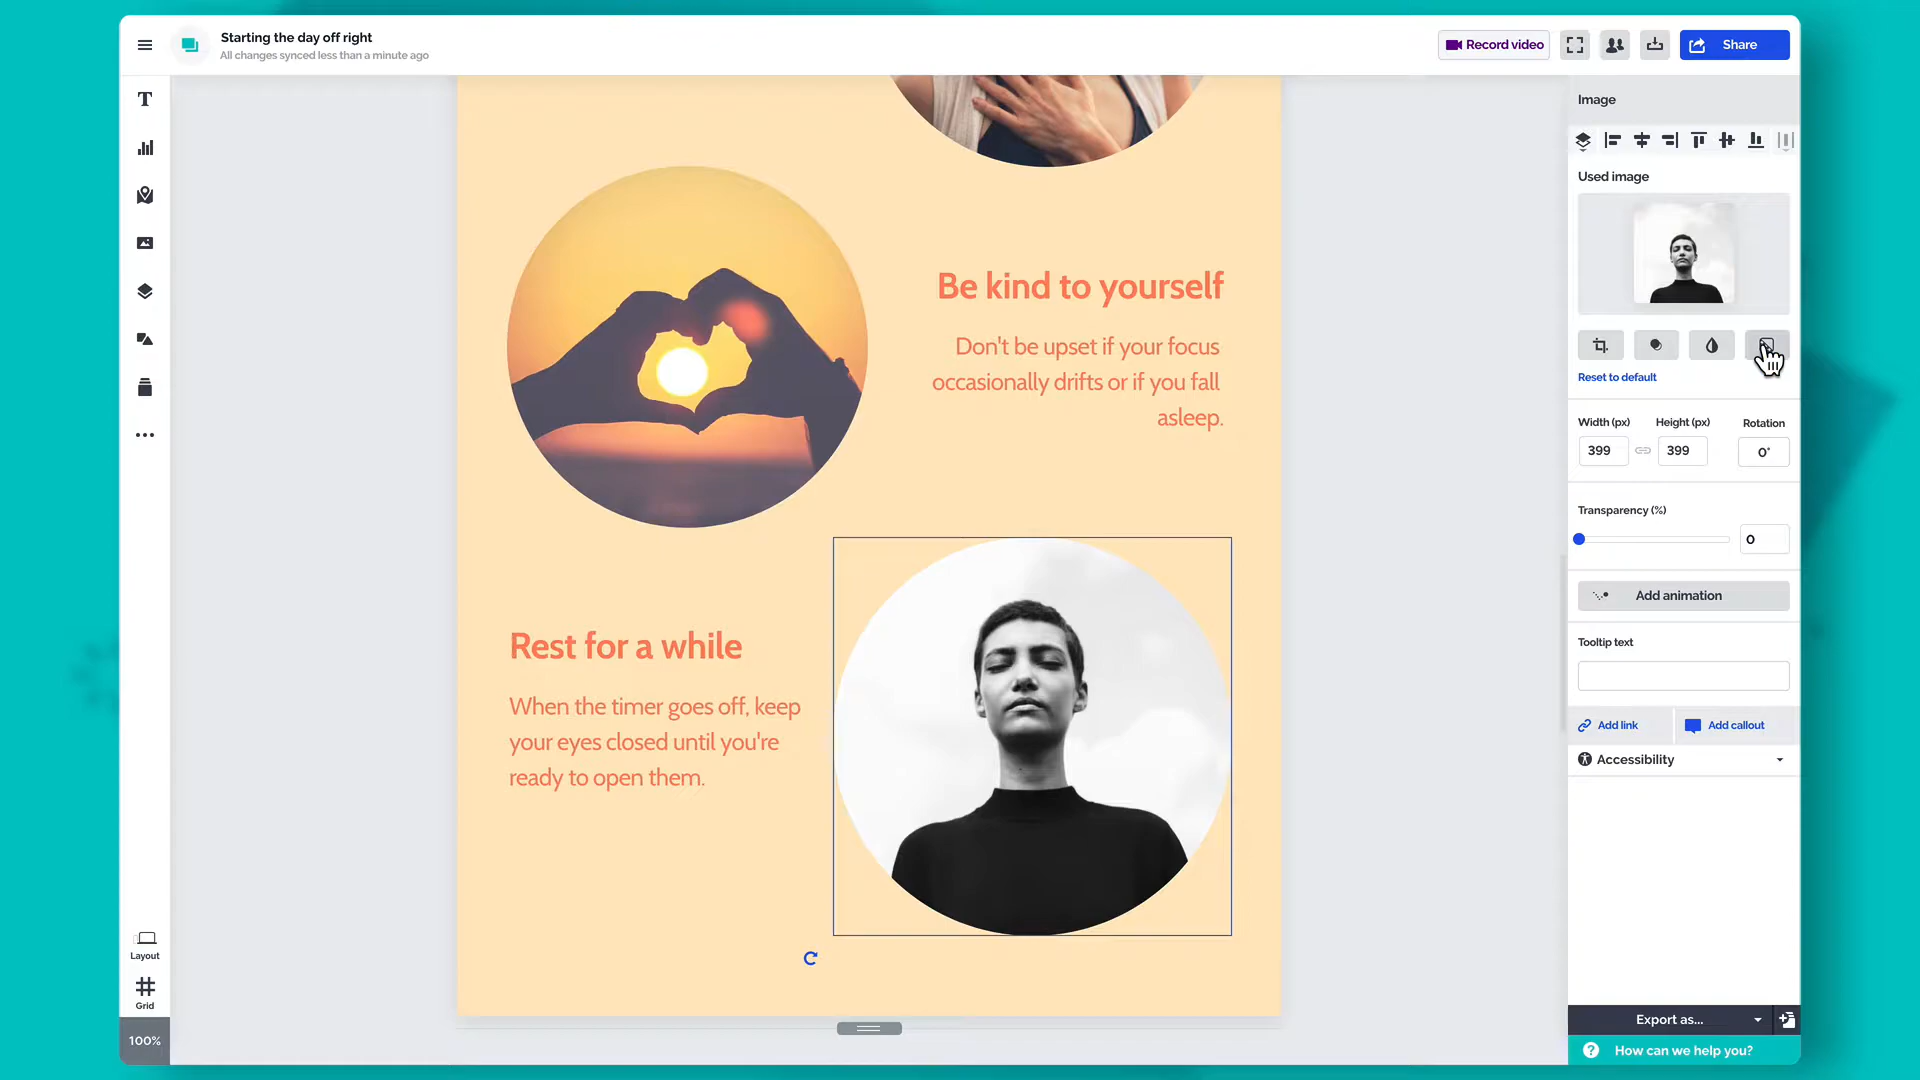 Starting the day off right
All changes synced less than a minute ago
Record video
Share
T
Image
Used image
Be kind to yourself
Don't be upset if your focus
occasionally drifts or if you fall
asleep.
Reset to default
Width (px)
Height (px)
Rotation
399
399
0°
Transparency (%)
0
Add animation
Rest for a while
When the timer goes off, keep
your eyes closed until you're
ready to open them.
Tooltip text
Add link
Add callout
Accessibility
Layout
Grid
100%
Export as...
? How can we help you?